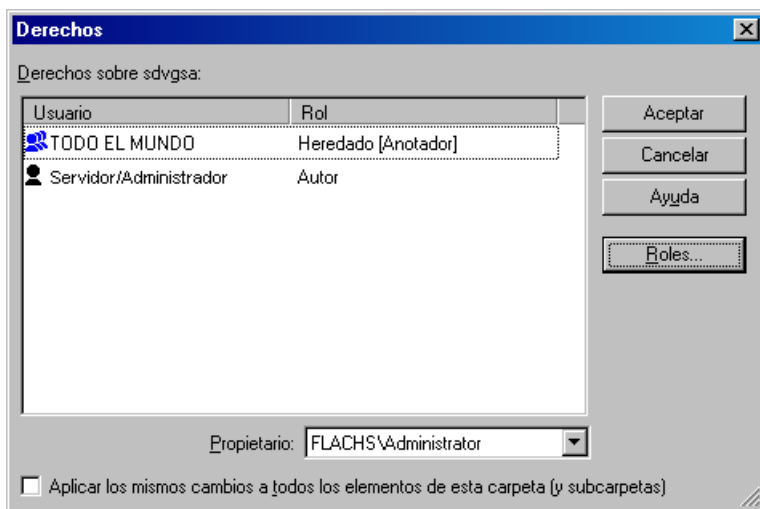 Derechos
Derechos sobre sdvgsa:
Usuario Rol
TODO EL MUNDO Heredado [Anotador]
Servidor/Administrador Autor
Aceptar
Cancelar
Ayuda
Roles...
Propietario: FLACHS\Administrator
Aplicar los mismos cambios a todos los elementos de esta carpeta (y subcarpetas)